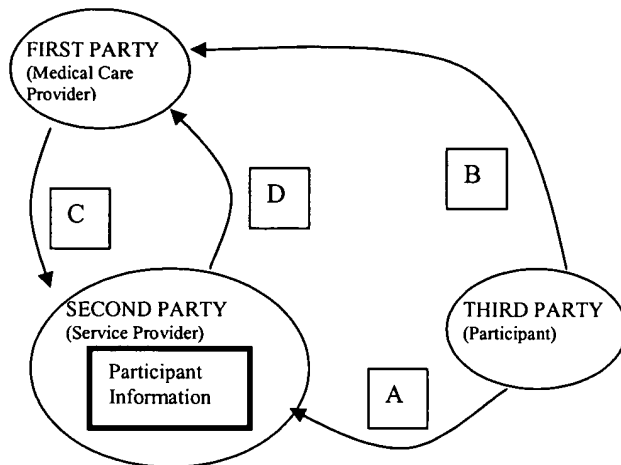 FIRST PARTY
(Medical Care
Provider)
B
D
C
SECOND PARTY
(Service Provider)
THIRD PARTY
(Participant)
Participant
Information
A